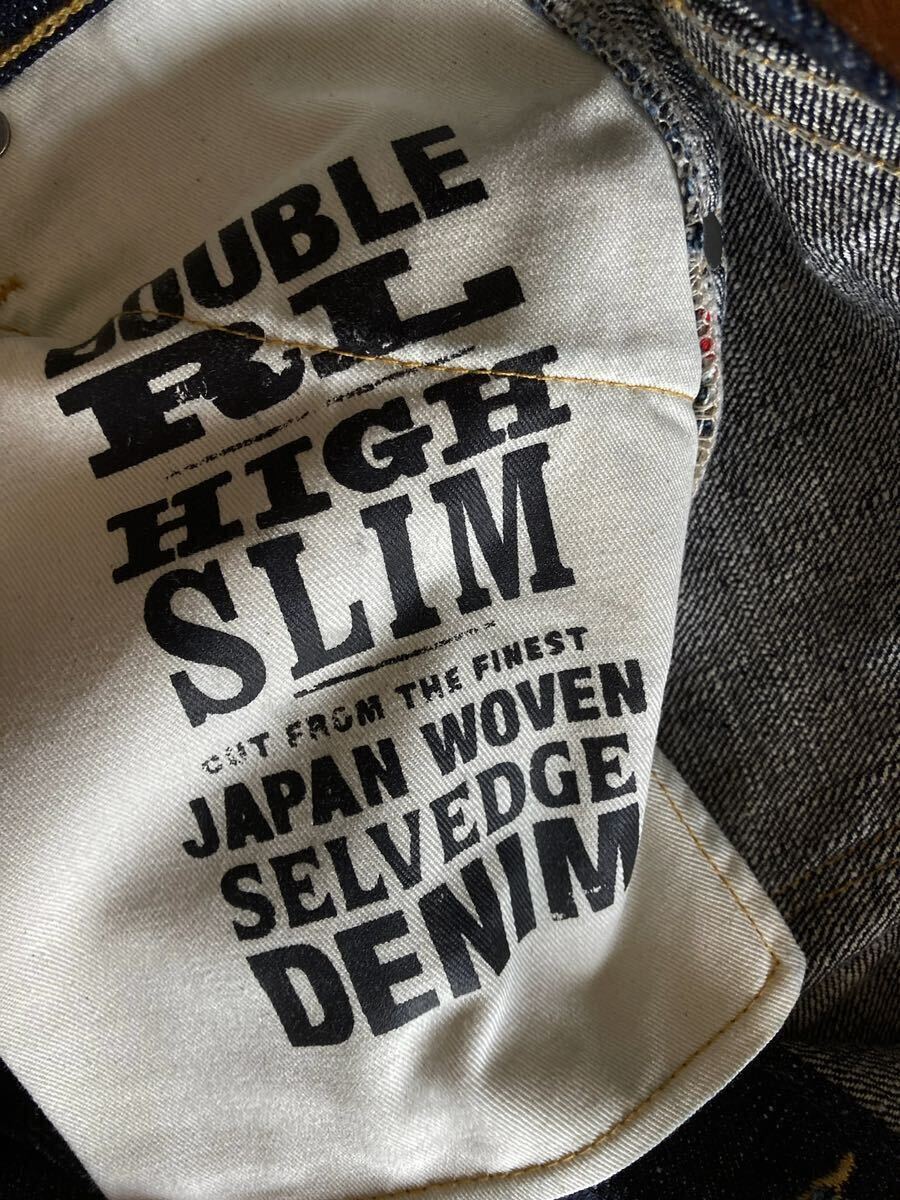 DOUBLE
RL
HIGH
SLIM
CUT FROM THE FINEST
JAPAN WOVEN
SELVEDGE
DENIM